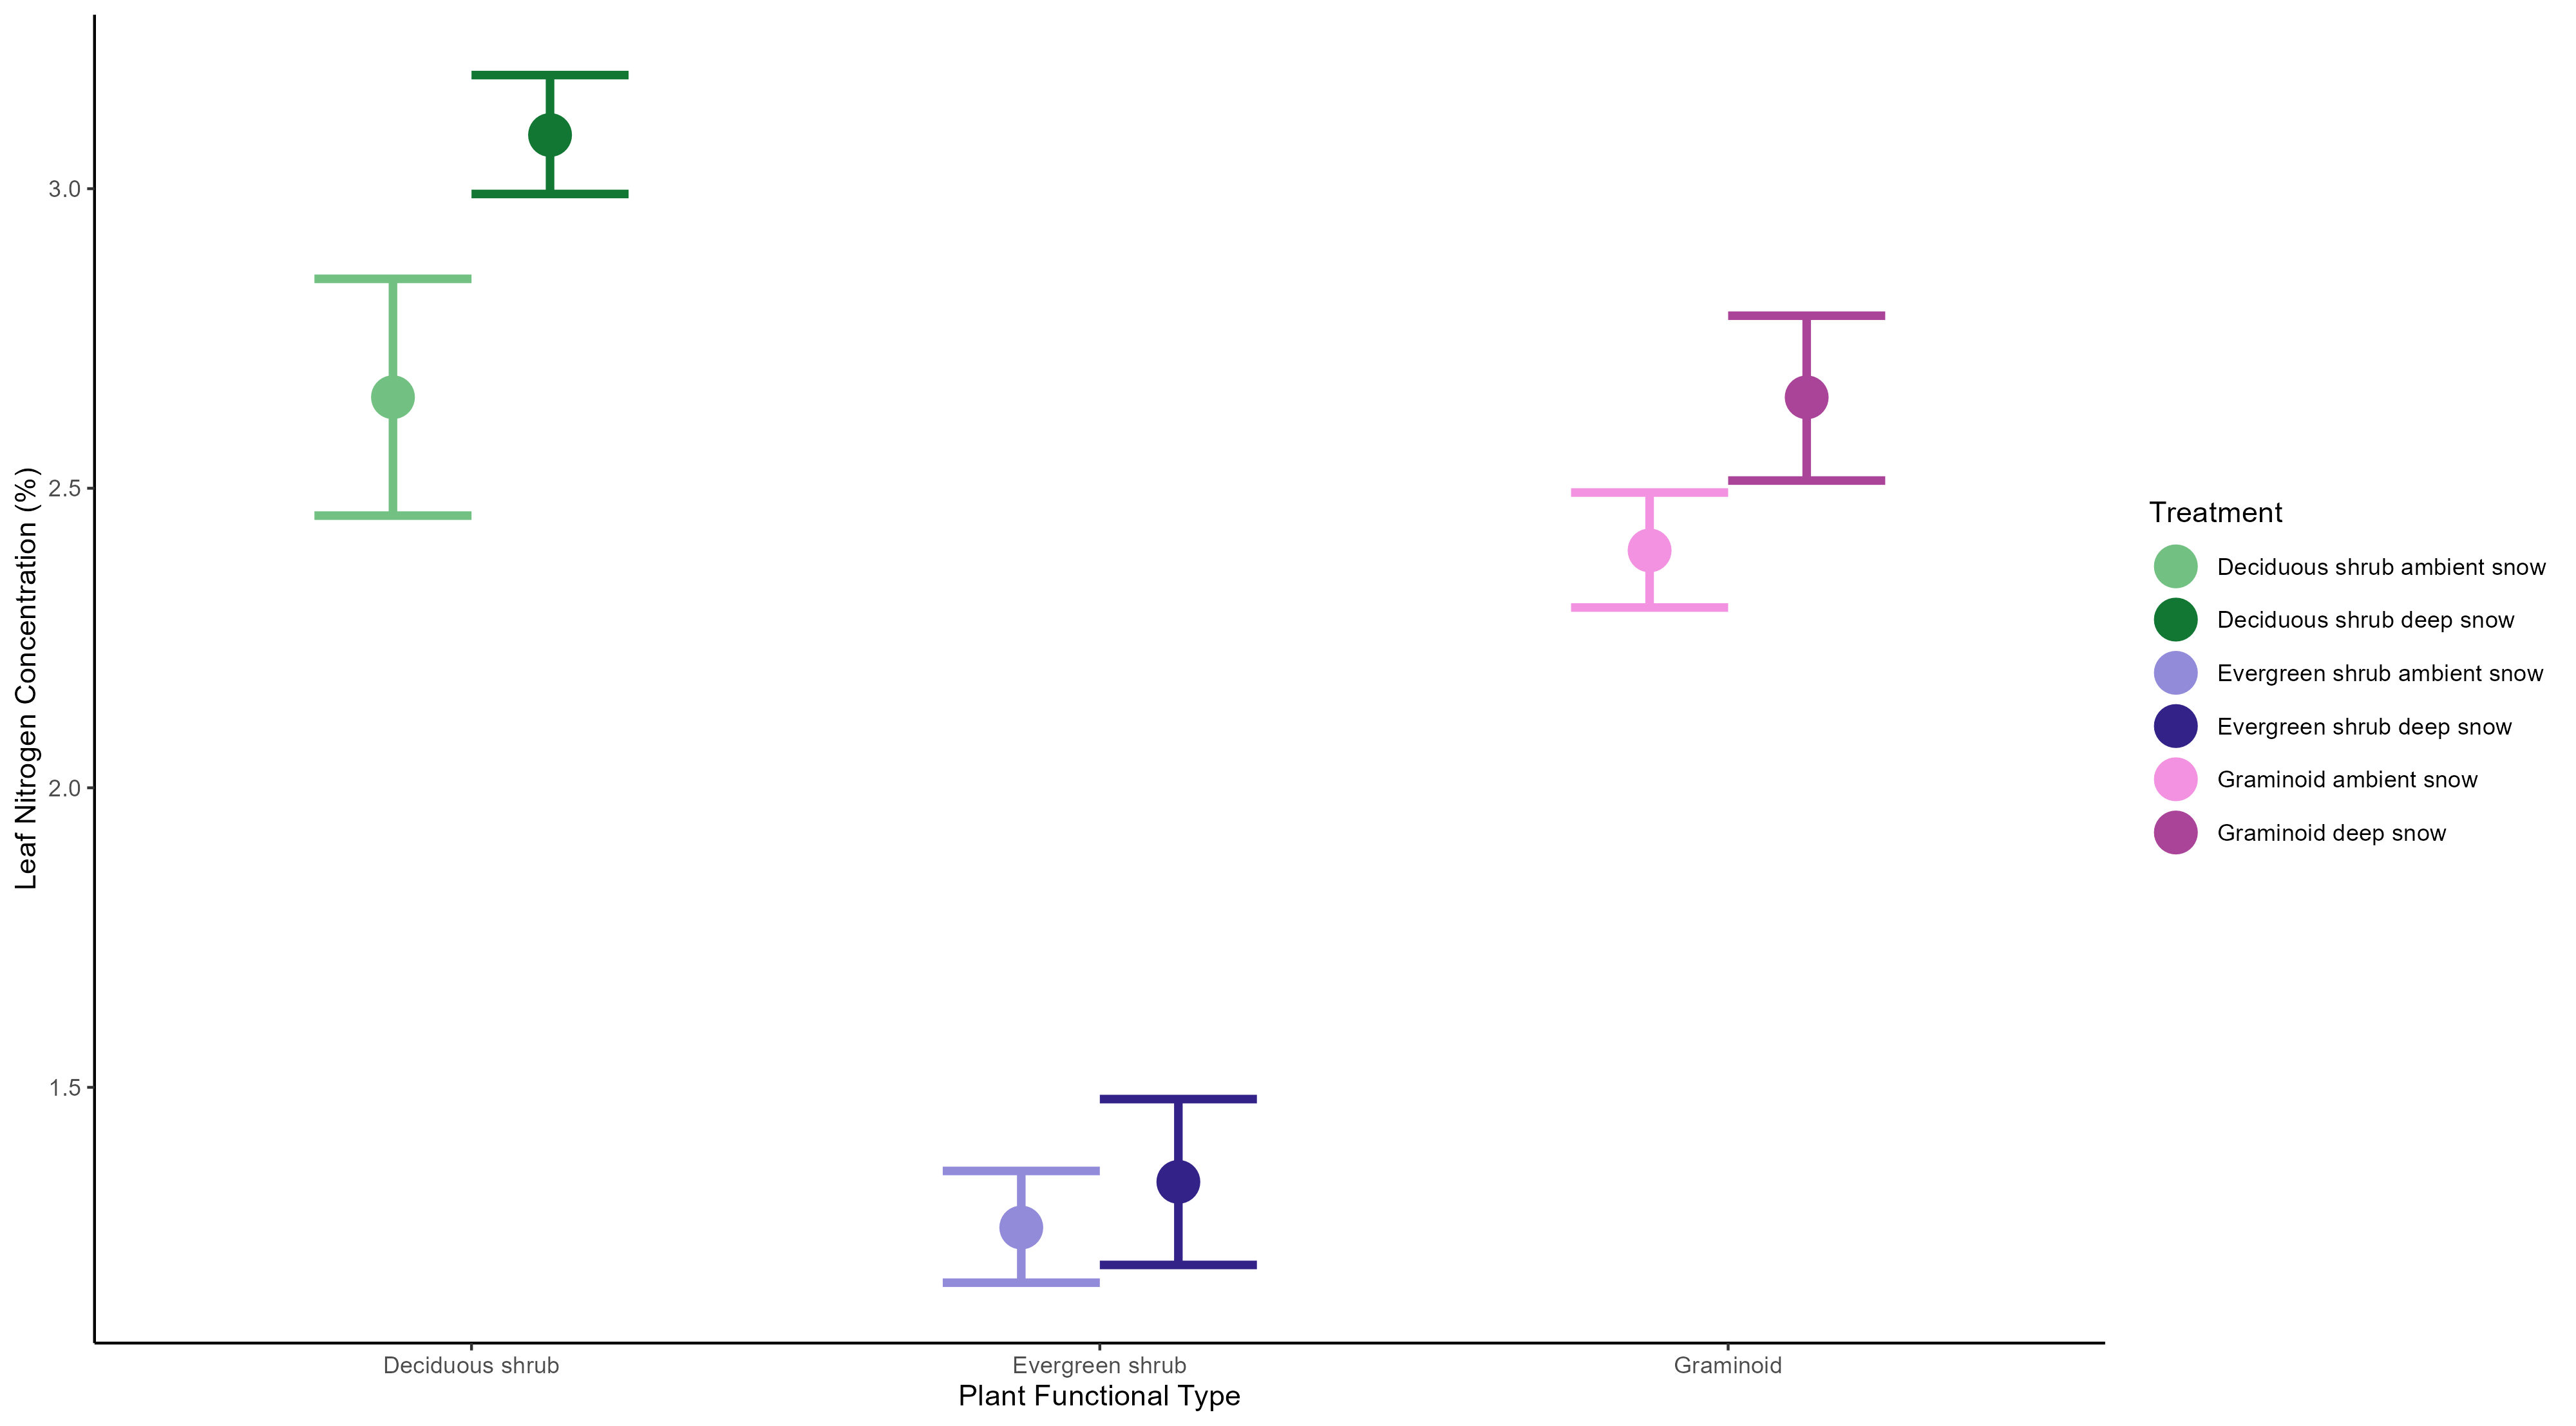 3.0
2.5
2.0
1.5
Leaf Nitrogen Concentration (%)
Deciduous shrub
Evergreen shrub
Graminoid
Plant Functional Type
Treatment
Deciduous shrub ambient snow
Deciduous shrub deep snow
Evergreen shrub ambient snow
Evergreen shrub deep snow
Graminoid ambient snow
Graminoid deep snow